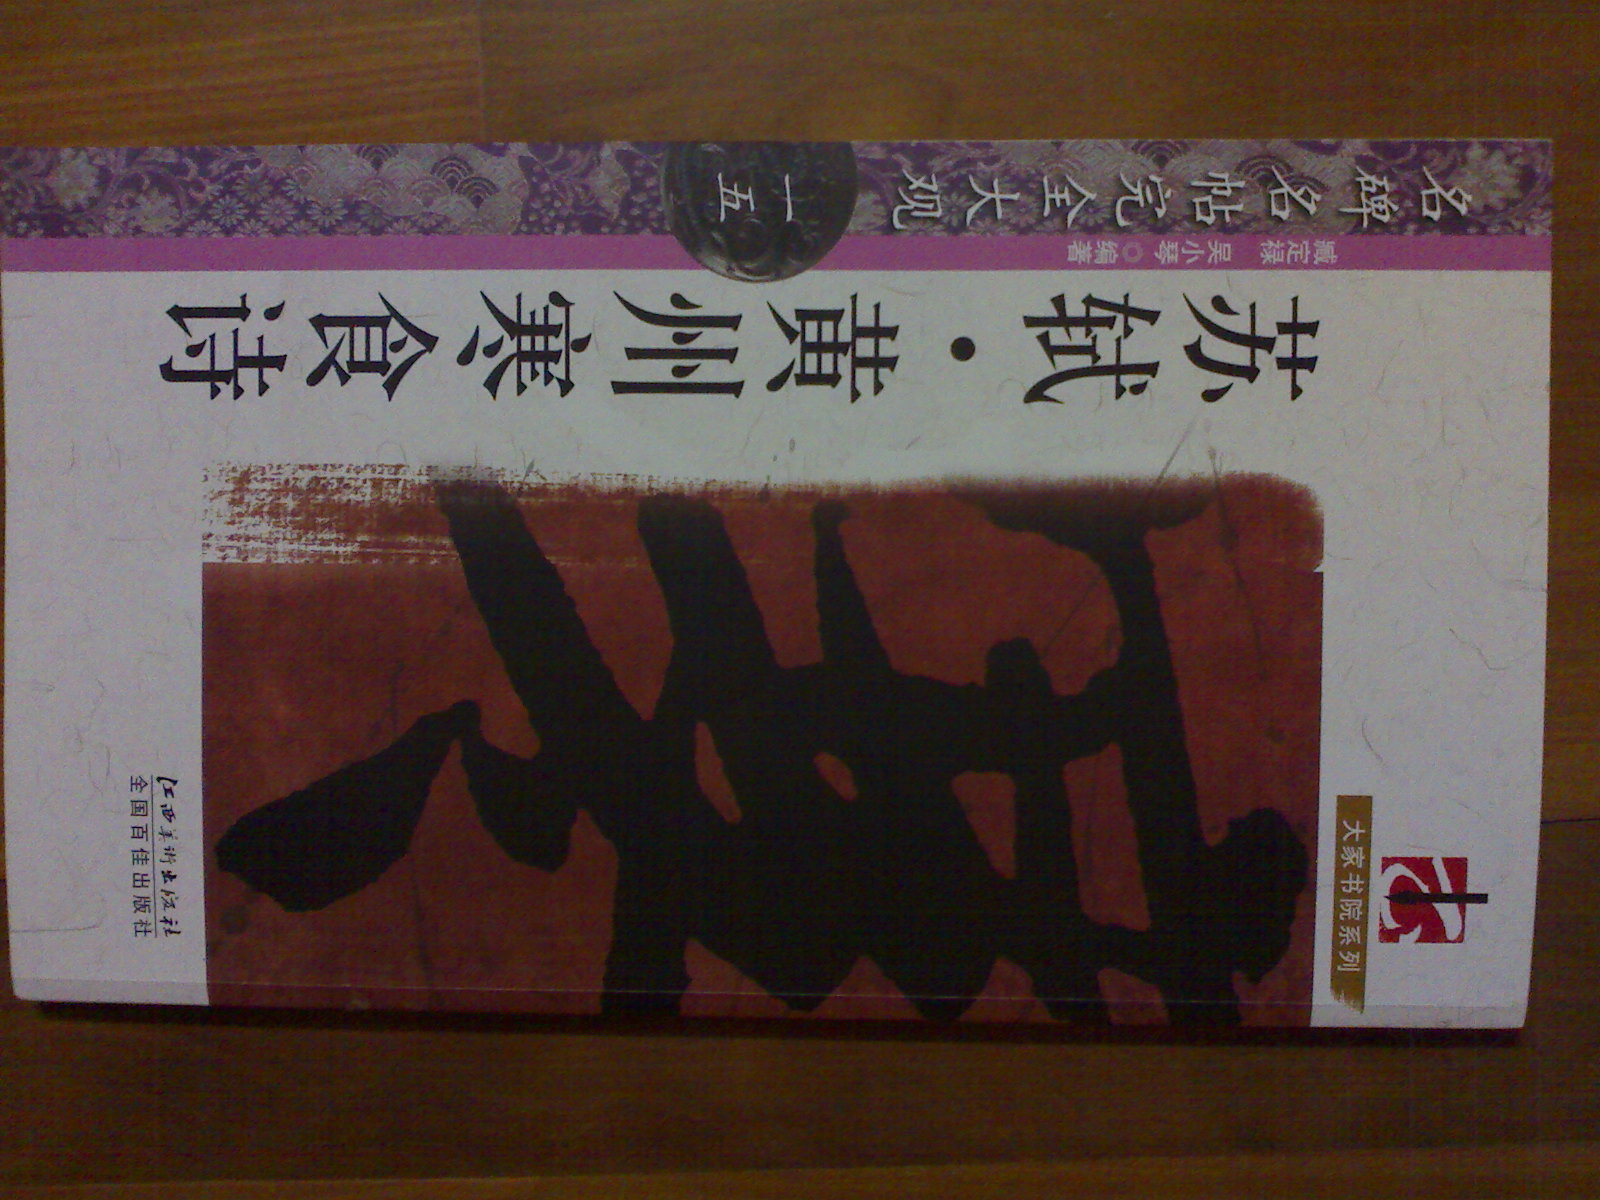 名碑名帖完全大观
一五
臧定禄 吴小琴◎编著
苏轼·黄州寒食诗
大家书院系列
江西美術出版社
全国百佳出版社